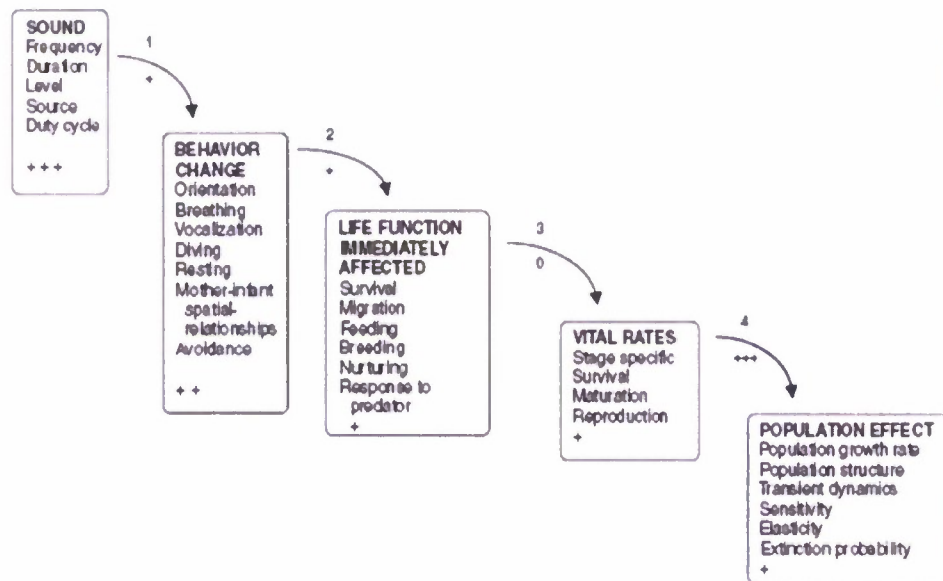 SOUND
Frequency
Duration
Level
Source
Duty cycle
+++
1
+
BEHAVIOR
CHANGE
Orientation
Breathing
Vocalization
Diving
Resting
Mother-infant
spatial-
relationships
Avoidance
++
2
+
LIFE FUNCTION
IMMEDIATELY
AFFECTED
Survival
Migration
Feeding
Breeding
Nurturing
Response to
predator
+
3
0
VITAL RATES
Stage specific
Survival
Maturation
Reproduction
+
4
+++
POPULATION EFFECT
Population growth rate
Population structure
Transient dynamics
Sensitivity
Elasticity
Extinction probability
+